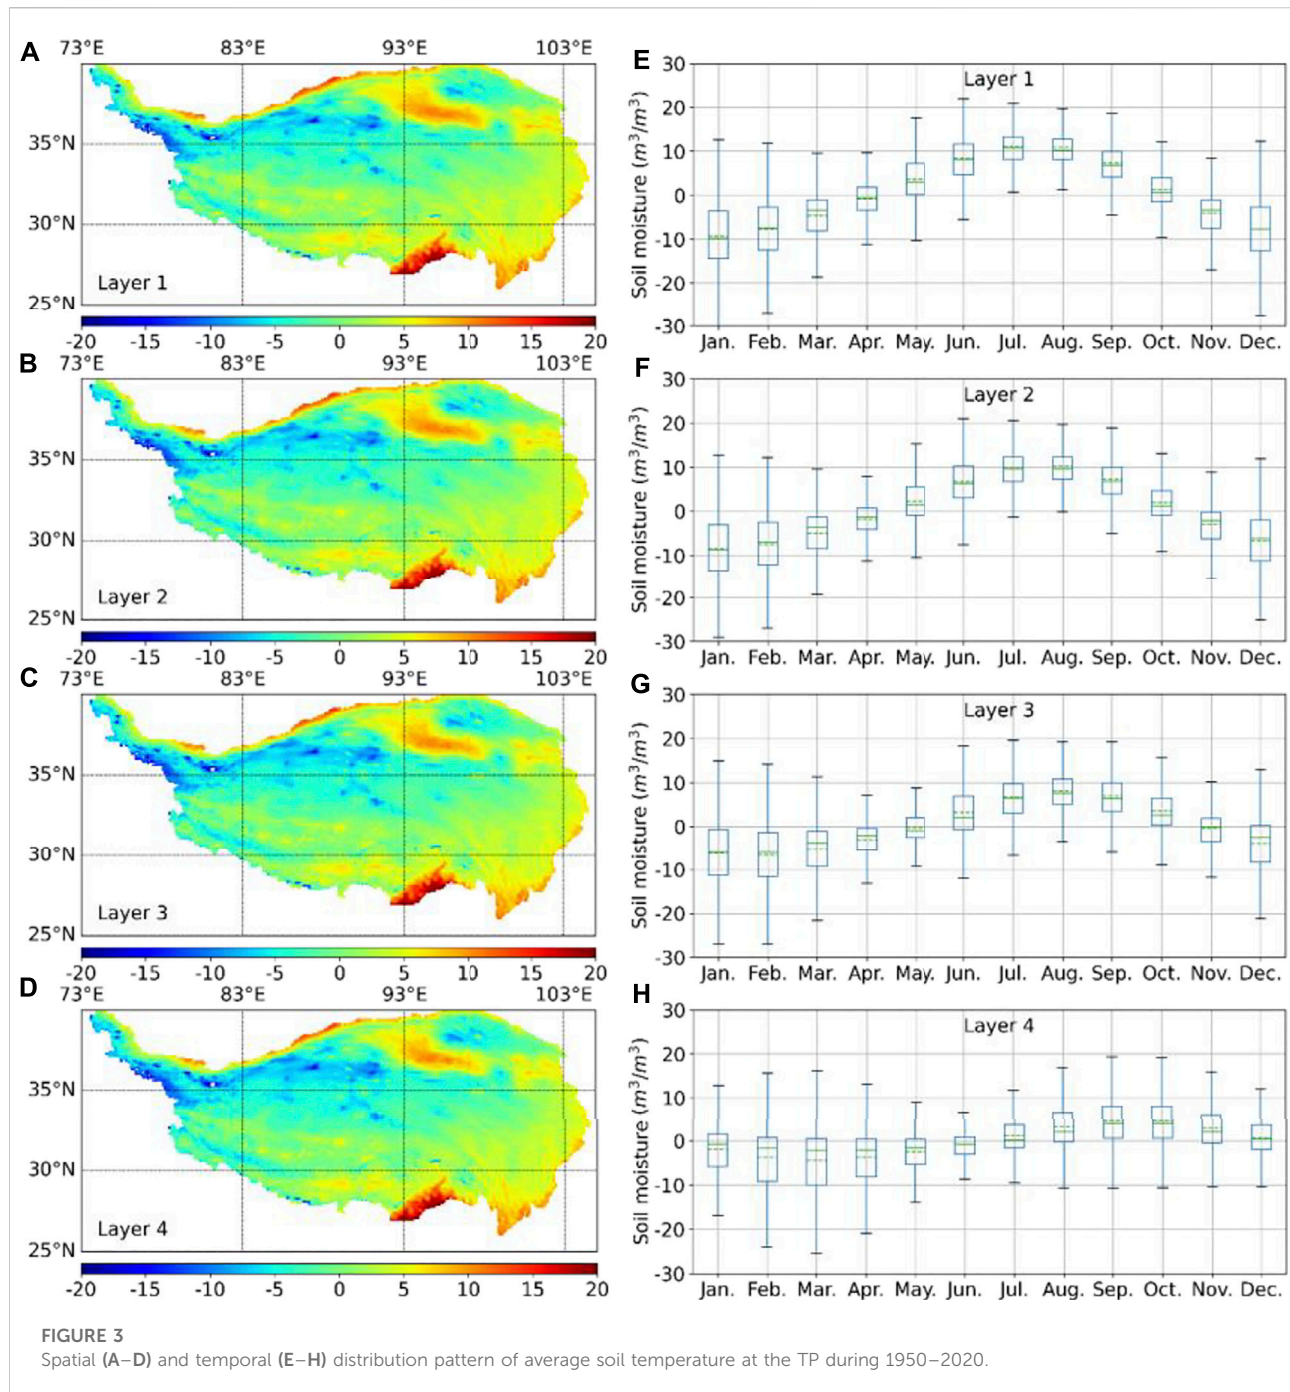 A
73°E 83°E 93°E 103°E
35°N
30°N
25°N
Layer 1
-20 -15 -10 -5 0 5 10 15 20
B
73°E 83°E 93°E 103°E
35°N
30°N
25°N
Layer 2
-20 -15 -10 -5 0 5 10 15 20
C
73°E 83°E 93°E 103°E
35°N
30°N
25°N
Layer 3
-20 -15 -10 -5 0 5 10 15 20
D
73°E 83°E 93°E 103°E
35°N
30°N
25°N
Layer 4
-20 -15 -10 -5 0 5 10 15 20
E
Layer 1
Soil moisture (m³/m³)
30
20
10
0
-10
-20
-30
Jan. Feb. Mar. Apr. May. Jun. Jul. Aug. Sep. Oct. Nov. Dec.
F
Layer 2
Soil moisture (m³/m³)
30
20
10
0
-10
-20
-30
Jan. Feb. Mar. Apr. May. Jun. Jul. Aug. Sep. Oct. Nov. Dec.
G
Layer 3
Soil moisture (m³/m³)
30
20
10
0
-10
-20
-30
Jan. Feb. Mar. Apr. May. Jun. Jul. Aug. Sep. Oct. Nov. Dec.
H
Layer 4
Soil moisture (m³/m³)
30
20
10
0
-10
-20
-30
Jan. Feb. Mar. Apr. May. Jun. Jul. Aug. Sep. Oct. Nov. Dec.
FIGURE 3
Spatial (A–D) and temporal (E–H) distribution pattern of average soil temperature at the TP during 1950–2020.